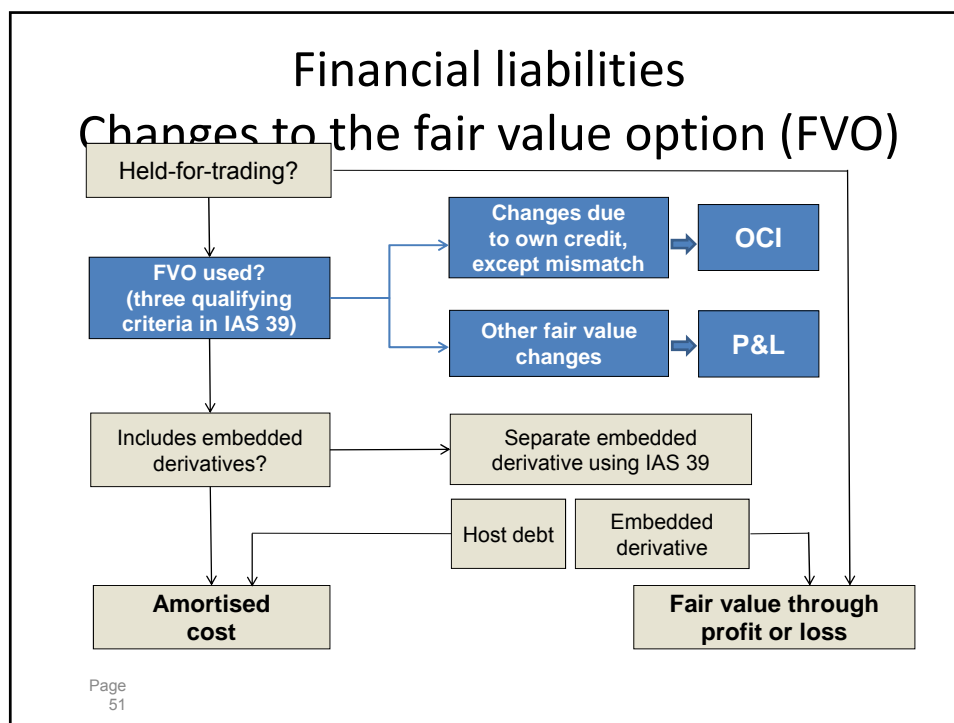 Financial liabilities
Changes to the fair value option (FVO)
Held-for-trading?
Changes due
to own credit,
except mismatch
OCI
FVO used?
(three qualifying
criteria in IAS 39)
Other fair value
changes
P&L
Includes embedded
derivatives?
Separate embedded
derivative using IAS 39
Host debt
Embedded
derivative
Amortised
cost
Fair value through
profit or loss
Page
51